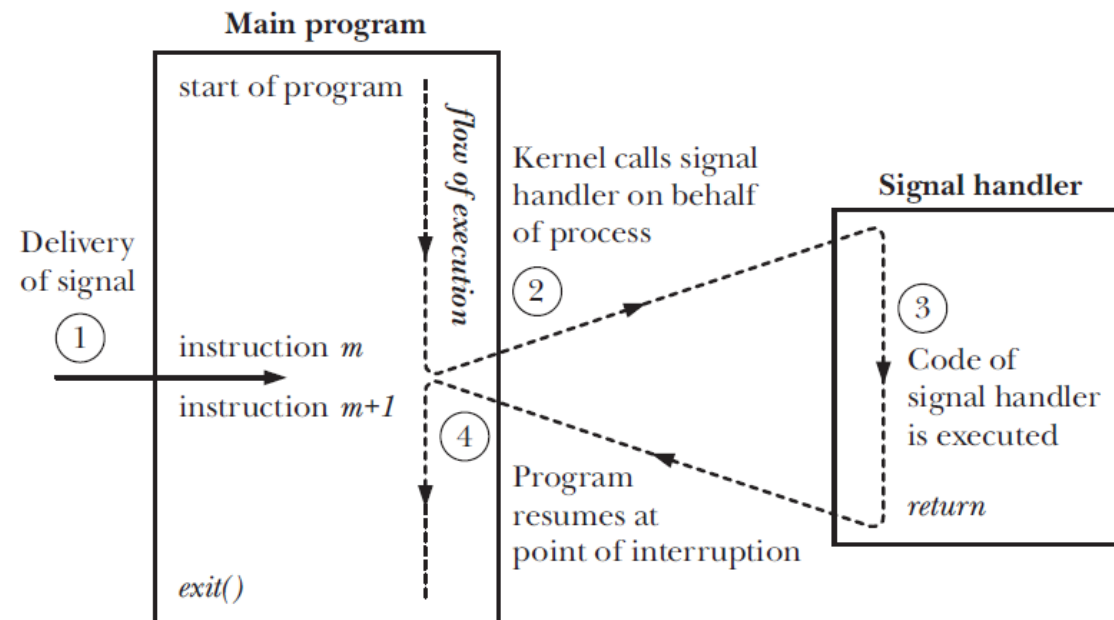 Main program
start of program
flow of execution
Kernel calls signal
handler on behalf
of process
2
Signal handler
Delivery
of signal
1
instruction m
instruction m+1
3
Code of
signal handler
is executed
return
4
Program
resumes at
point of interruption
exit()